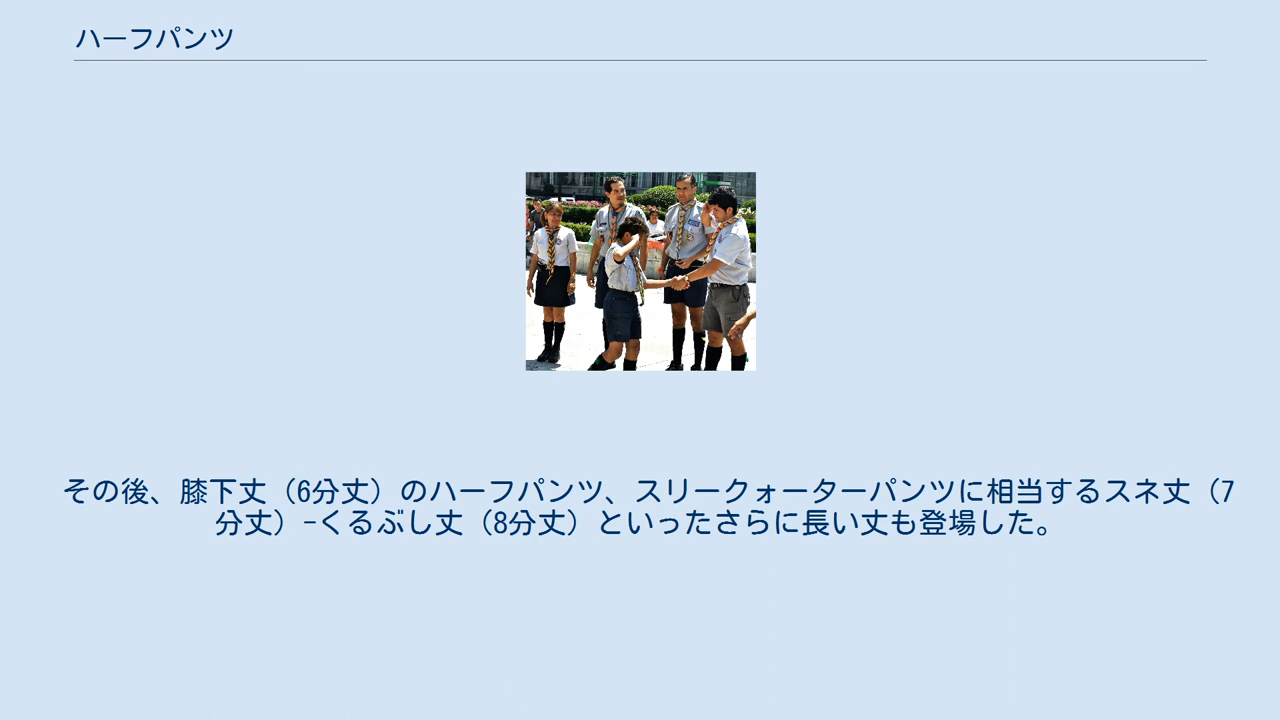 ハーフパンツ
その後、膝下丈（6分丈）のハーフパンツ、スリークォーターパンツに相当するスネ丈（7
分丈）-くるぶし丈（8分丈）といったさらに長い丈も登場した。